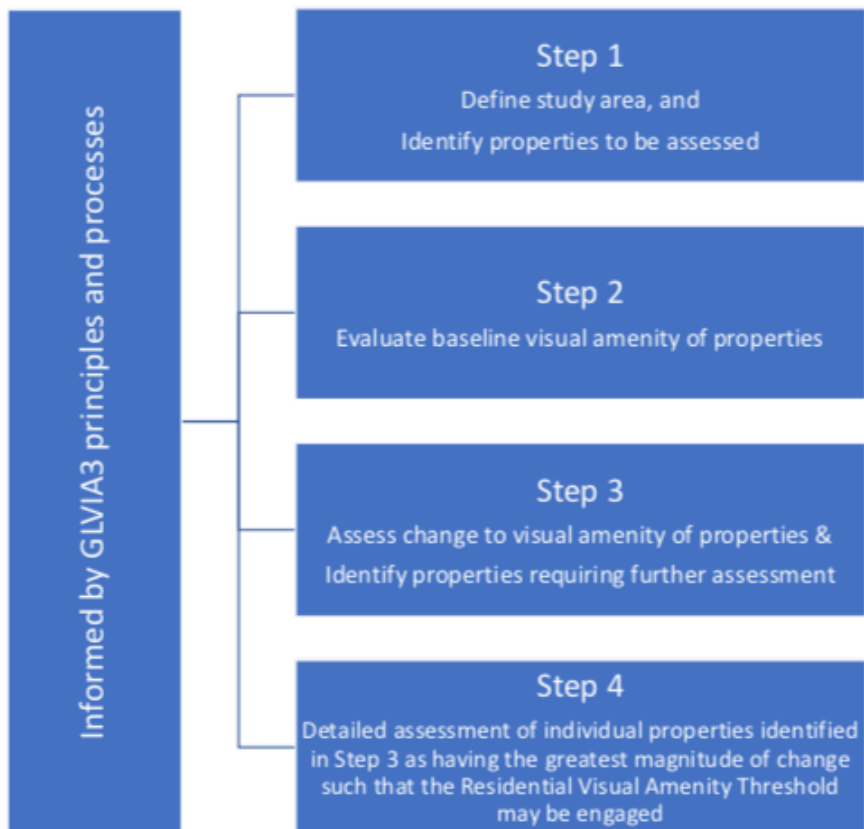 Informed by GLVIA3 principles and processes
Step 1
Define study area, and
Identify properties to be assessed
Step 2
Evaluate baseline visual amenity of properties
Step 3
Assess change to visual amenity of properties &
Identify properties requiring further assessment
Step 4
Detailed assessment of individual properties identified
in Step 3 as having the greatest magnitude of change
such that the Residential Visual Amenity Threshold
may be engaged